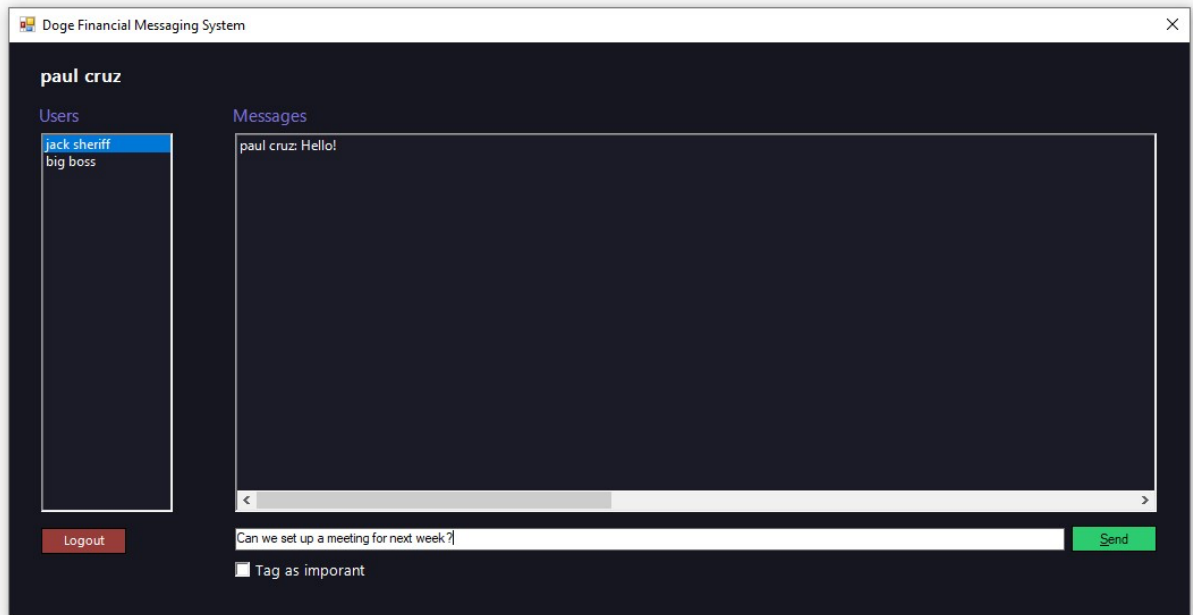 Doge Financial Messaging System
paul cruz
Users
Messages
jack sheriff
big boss
paul cruz: Hello!
Logout
Can we set up a meeting for next week?
Send
Tag as imporant